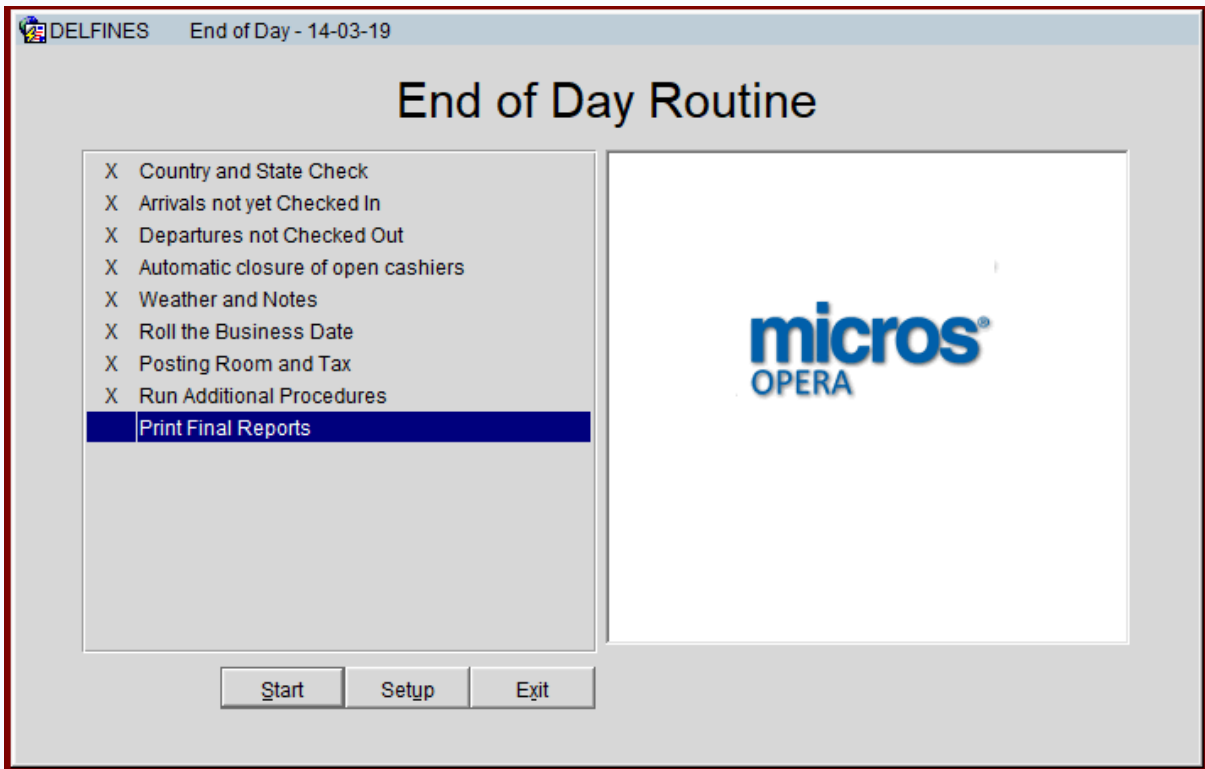 DELFINES End of Day - 14-03-19
End of Day Routine
X Country and State Check
X Arrivals not yet Checked In
X Departures not Checked Out
X Automatic closure of open cashiers
X Weather and Notes
X Roll the Business Date
X Posting Room and Tax
X Run Additional Procedures
Print Final Reports
micros®
OPERA
Start Setup Exit